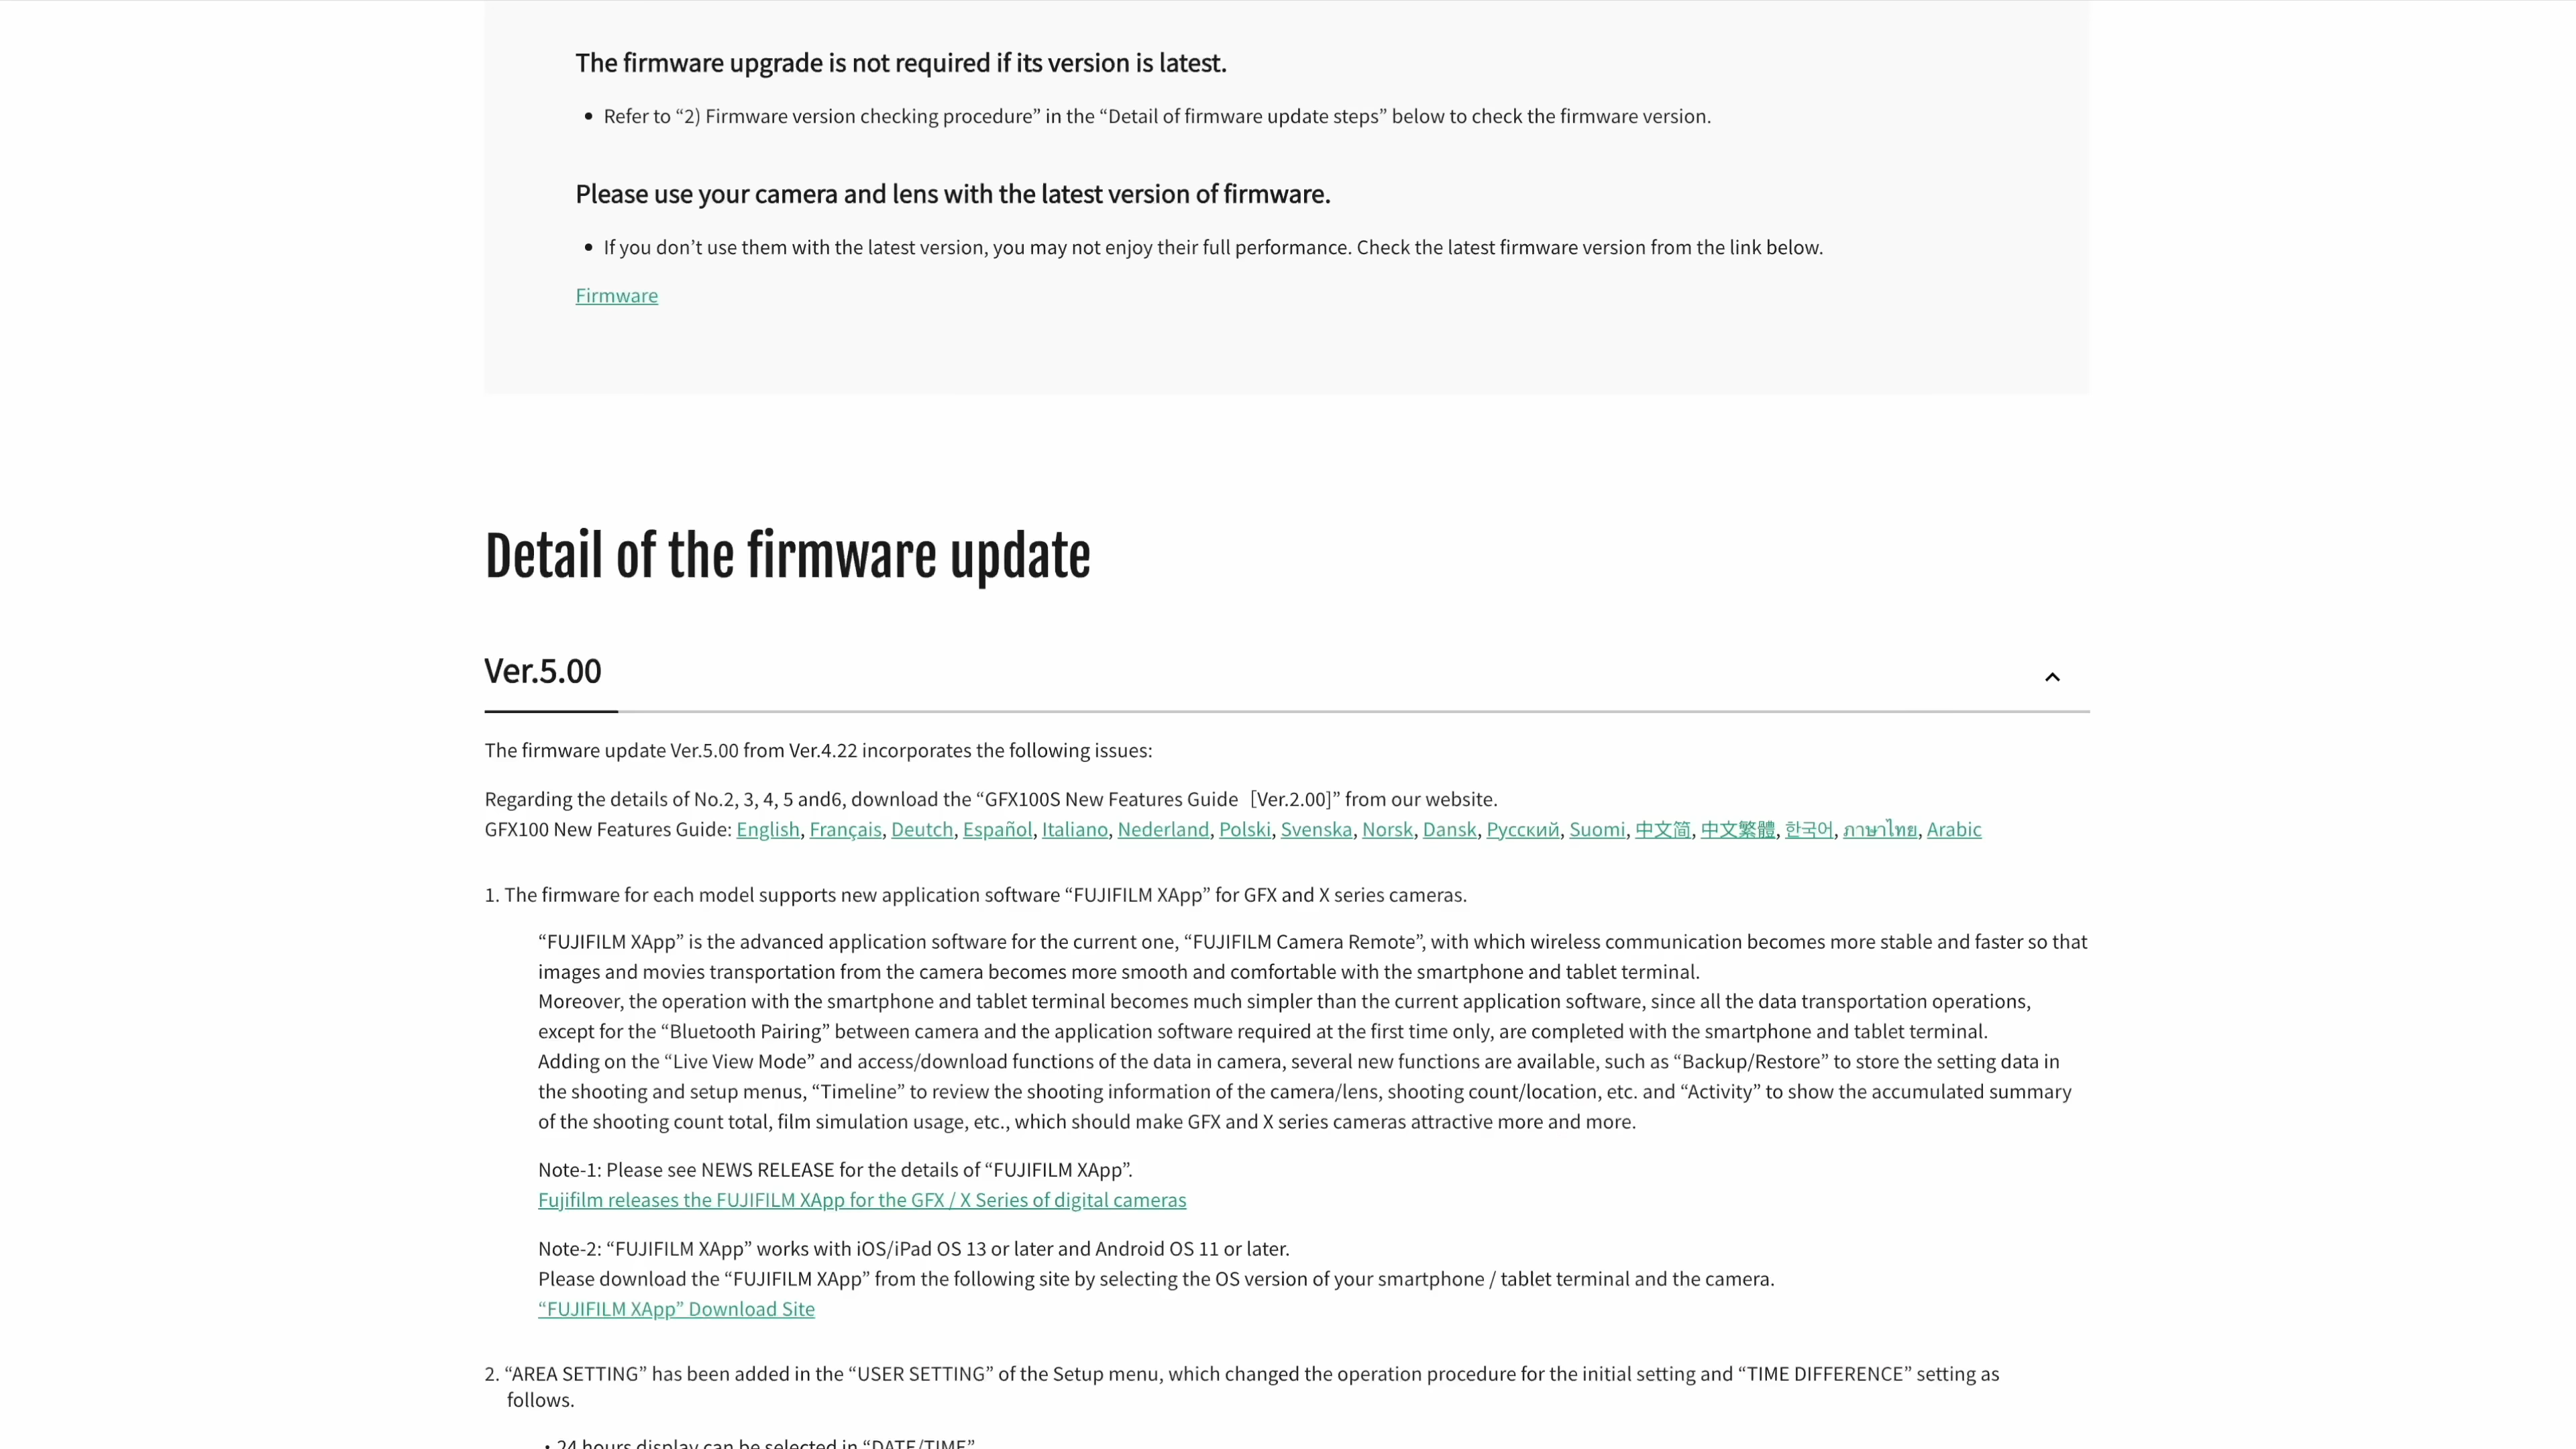 The firmware upgrade is not required if its version is latest.
• Refer to “2) Firmware version checking procedure” in the “Detail of firmware update steps” below to check the firmware version.
Please use your camera and lens with the latest version of firmware.
• If you don’t use them with the latest version, you may not enjoy their full performance. Check the latest firmware version from the link below.
Firmware
Detail of the firmware update
Ver.5.00
The firmware update Ver.5.00 from Ver.4.22 incorporates the following issues:
Regarding the details of No.2, 3, 4, 5 and6, download the “GFX100S New Features Guide［Ver.2.00]” from our website.
GFX100 New Features Guide: English, Français, Deutch, Español, Italiano, Nederland, Polski, Svenska, Norsk, Dansk, Русский, Suomi, 中文简, 中文繁體, 한국어, ภาษาไทย, Arabic
1. The firmware for each model supports new application software “FUJIFILM XApp” for GFX and X series cameras.
“FUJIFILM XApp” is the advanced application software for the current one, “FUJIFILM Camera Remote”, with which wireless communication becomes more stable and faster so that
images and movies transportation from the camera becomes more smooth and comfortable with the smartphone and tablet terminal.
Moreover, the operation with the smartphone and tablet terminal becomes much simpler than the current application software, since all the data transportation operations,
except for the “Bluetooth Pairing” between camera and the application software required at the first time only, are completed with the smartphone and tablet terminal.
Adding on the “Live View Mode” and access/download functions of the data in camera, several new functions are available, such as “Backup/Restore” to store the setting data in
the shooting and setup menus, “Timeline” to review the shooting information of the camera/lens, shooting count/location, etc. and “Activity” to show the accumulated summary
of the shooting count total, film simulation usage, etc., which should make GFX and X series cameras attractive more and more.
Note-1: Please see NEWS RELEASE for the details of “FUJIFILM XApp”.
Fujifilm releases the FUJIFILM XApp for the GFX / X Series of digital cameras
Note-2: “FUJIFILM XApp” works with iOS/iPad OS 13 or later and Android OS 11 or later.
Please download the “FUJIFILM XApp” from the following site by selecting the OS version of your smartphone / tablet terminal and the camera.
“FUJIFILM XApp” Download Site
2. “AREA SETTING” has been added in the “USER SETTING” of the Setup menu, which changed the operation procedure for the initial setting and “TIME DIFFERENCE” setting as
follows.
・24 hours display can be selected in “DATE/TIME”